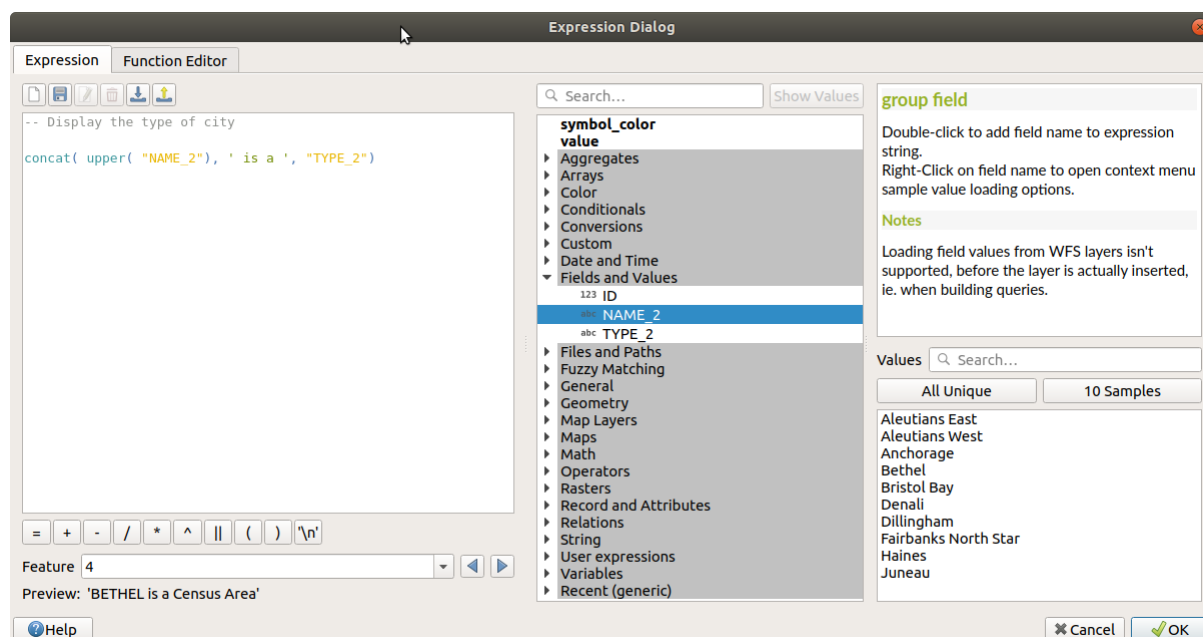 Expression Dialog
Expression
Function Editor
-- Display the type of city
concat( upper( "NAME_2"), ' is a ', "TYPE_2")
= + - / * ^ || ( ) '\n'
Feature 4
Preview: 'BETHEL is a Census Area'
Help
Search...
Show Values
symbol_color
value
Aggregates
Arrays
Color
Conditionals
Conversions
Custom
Date and Time
Fields and Values
123 ID
abc NAME_2
abc TYPE_2
Files and Paths
Fuzzy Matching
General
Geometry
Map Layers
Maps
Math
Operators
Rasters
Record and Attributes
Relations
String
User expressions
Variables
Recent (generic)
group field
Double-click to add field name to expression
string.
Right-Click on field name to open context menu
sample value loading options.
Notes
Loading field values from WFS layers isn't
supported, before the layer is actually inserted,
ie. when building queries.
Values Search...
All Unique
10 Samples
Aleutians East
Aleutians West
Anchorage
Bethel
Bristol Bay
Denali
Dillingham
Fairbanks North Star
Haines
Juneau
Cancel
OK